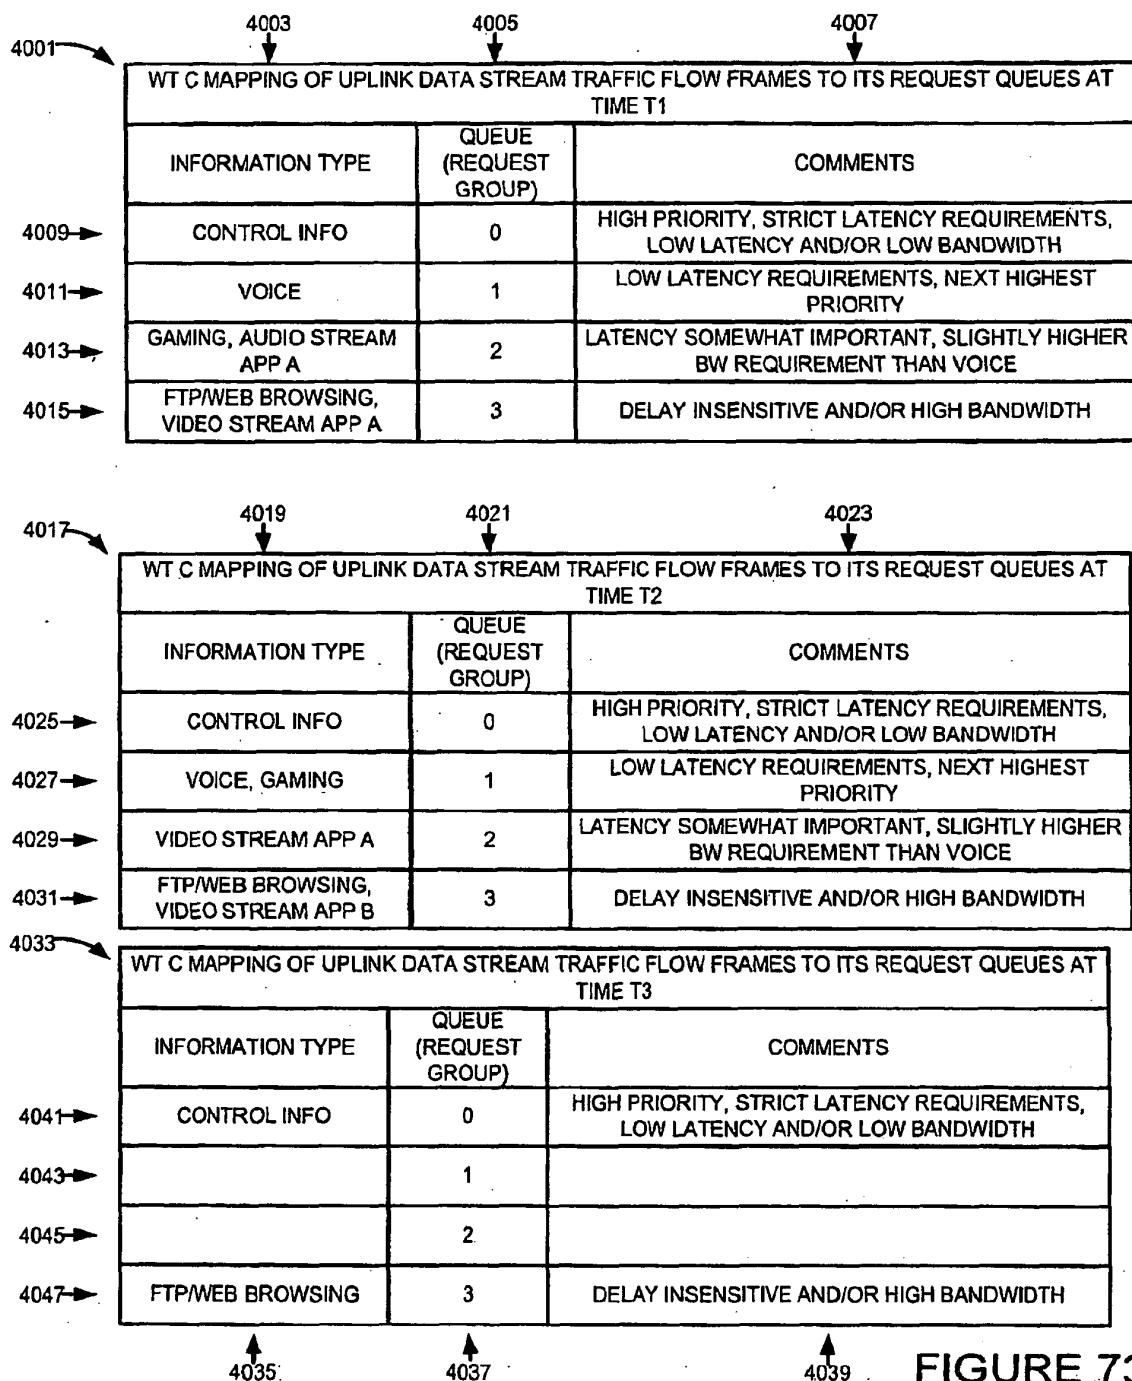 4003 4005 4007
4001
WT C MAPPING OF UPLINK DATA STREAM TRAFFIC FLOW FRAMES TO ITS REQUEST QUEUES AT
TIME T1
INFORMATION TYPE
QUEUE
(REQUEST
GROUP)
COMMENTS
4009
CONTROL INFO
0
HIGH PRIORITY, STRICT LATENCY REQUIREMENTS,
LOW LATENCY AND/OR LOW BANDWIDTH
4011
VOICE
1
LOW LATENCY REQUIREMENTS, NEXT HIGHEST
PRIORITY
4013
GAMING, AUDIO STREAM
APP A
2
LATENCY SOMEWHAT IMPORTANT, SLIGHTLY HIGHER
BW REQUIREMENT THAN VOICE
4015
FTP/WEB BROWSING,
VIDEO STREAM APP A
3
DELAY INSENSITIVE AND/OR HIGH BANDWIDTH
4019 4021 4023
4017
WT C MAPPING OF UPLINK DATA STREAM TRAFFIC FLOW FRAMES TO ITS REQUEST QUEUES AT
TIME T2
INFORMATION TYPE
QUEUE
(REQUEST
GROUP)
COMMENTS
4025
CONTROL INFO
0
HIGH PRIORITY, STRICT LATENCY REQUIREMENTS,
LOW LATENCY AND/OR LOW BANDWIDTH
4027
VOICE, GAMING
1
LOW LATENCY REQUIREMENTS, NEXT HIGHEST
PRIORITY
4029
VIDEO STREAM APP A
2
LATENCY SOMEWHAT IMPORTANT, SLIGHTLY HIGHER
BW REQUIREMENT THAN VOICE
4031
FTP/WEB BROWSING,
VIDEO STREAM APP B
3
DELAY INSENSITIVE AND/OR HIGH BANDWIDTH
4033
WT C MAPPING OF UPLINK DATA STREAM TRAFFIC FLOW FRAMES TO ITS REQUEST QUEUES AT
TIME T3
INFORMATION TYPE
QUEUE
(REQUEST
GROUP)
COMMENTS
4041
CONTROL INFO
0
HIGH PRIORITY, STRICT LATENCY REQUIREMENTS,
LOW LATENCY AND/OR LOW BANDWIDTH
4043
1
4045
2
4047
FTP/WEB BROWSING
3
DELAY INSENSITIVE AND/OR HIGH BANDWIDTH
4035 4037 4039
FIGURE 73